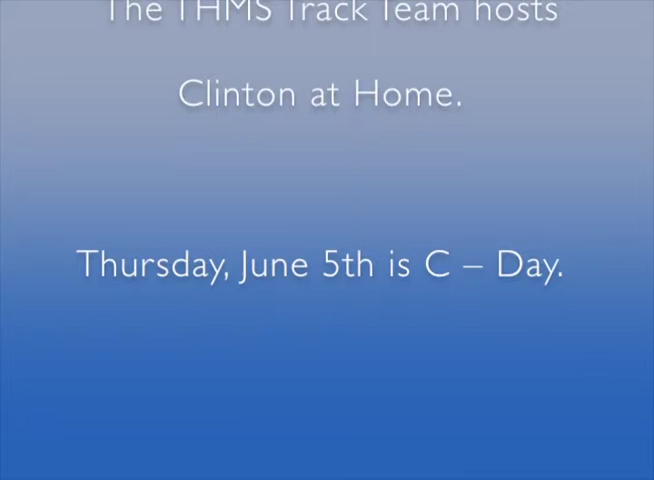 The THMS Track Team hosts
Clinton at Home.
Thursday, June 5th is C – Day.